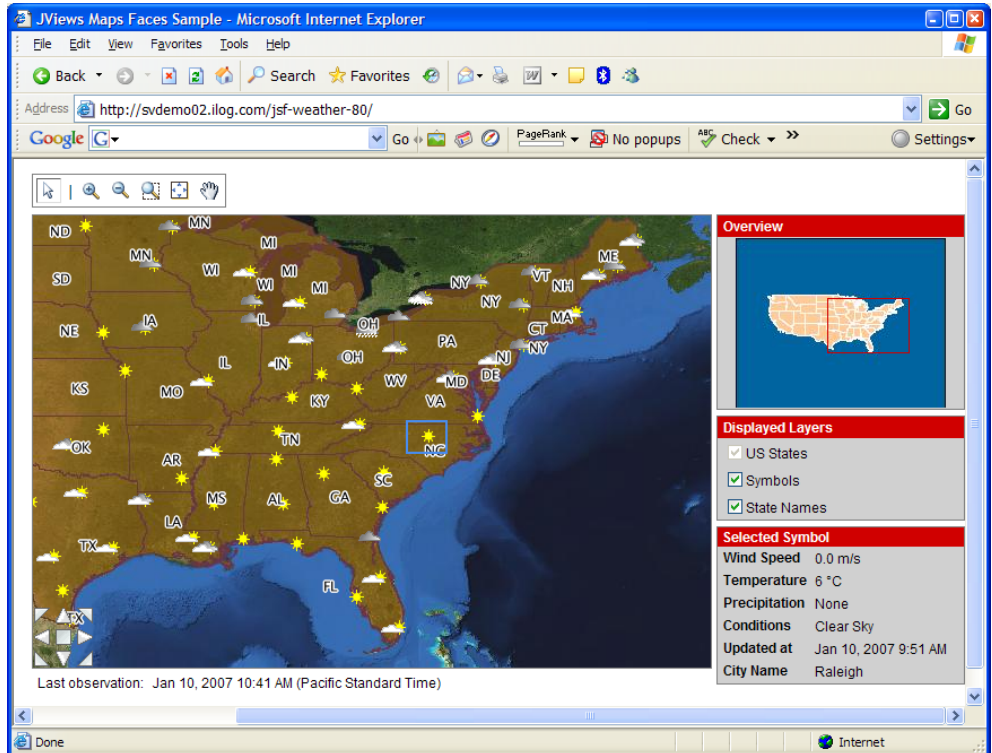 JViews Maps Faces Sample - Microsoft Internet Explorer
File Edit View Favorites Tools Help
Back Search Favorites
Address http://svdemo02.ilog.com/jsf-weather-80/ Go
Google G Go PageRank No popups ABC Check » Settings
ND MN
MI
MN WI MI ME
SD WI MI NY VT NH
NY
NE IA IL OH MA
CT
PA NY
IL IN OH NJ
KS MO WV MD DE
KY VA
OK TN NC
AR SC
MS AL GA
LA
TX
FL
TX
Overview
Displayed Layers
US States
Symbols
State Names
Selected Symbol
Wind Speed 0.0 m/s
Temperature 6 °C
Precipitation None
Conditions Clear Sky
Updated at Jan 10, 2007 9:51 AM
City Name Raleigh
Last observation: Jan 10, 2007 10:41 AM (Pacific Standard Time)
Done Internet